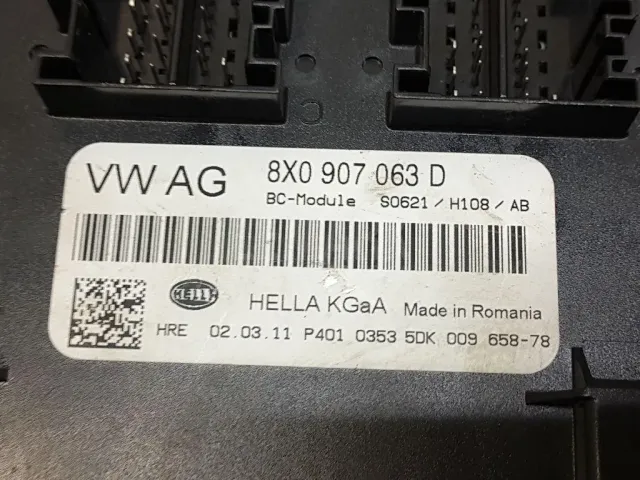 VW AG 8X0 907 063 D
BC-Module S0621 / H108 / AB
HELLA HELLA KGaA Made in Romania
HRE 02.03.11 P401 0353 5DK 009 658-78